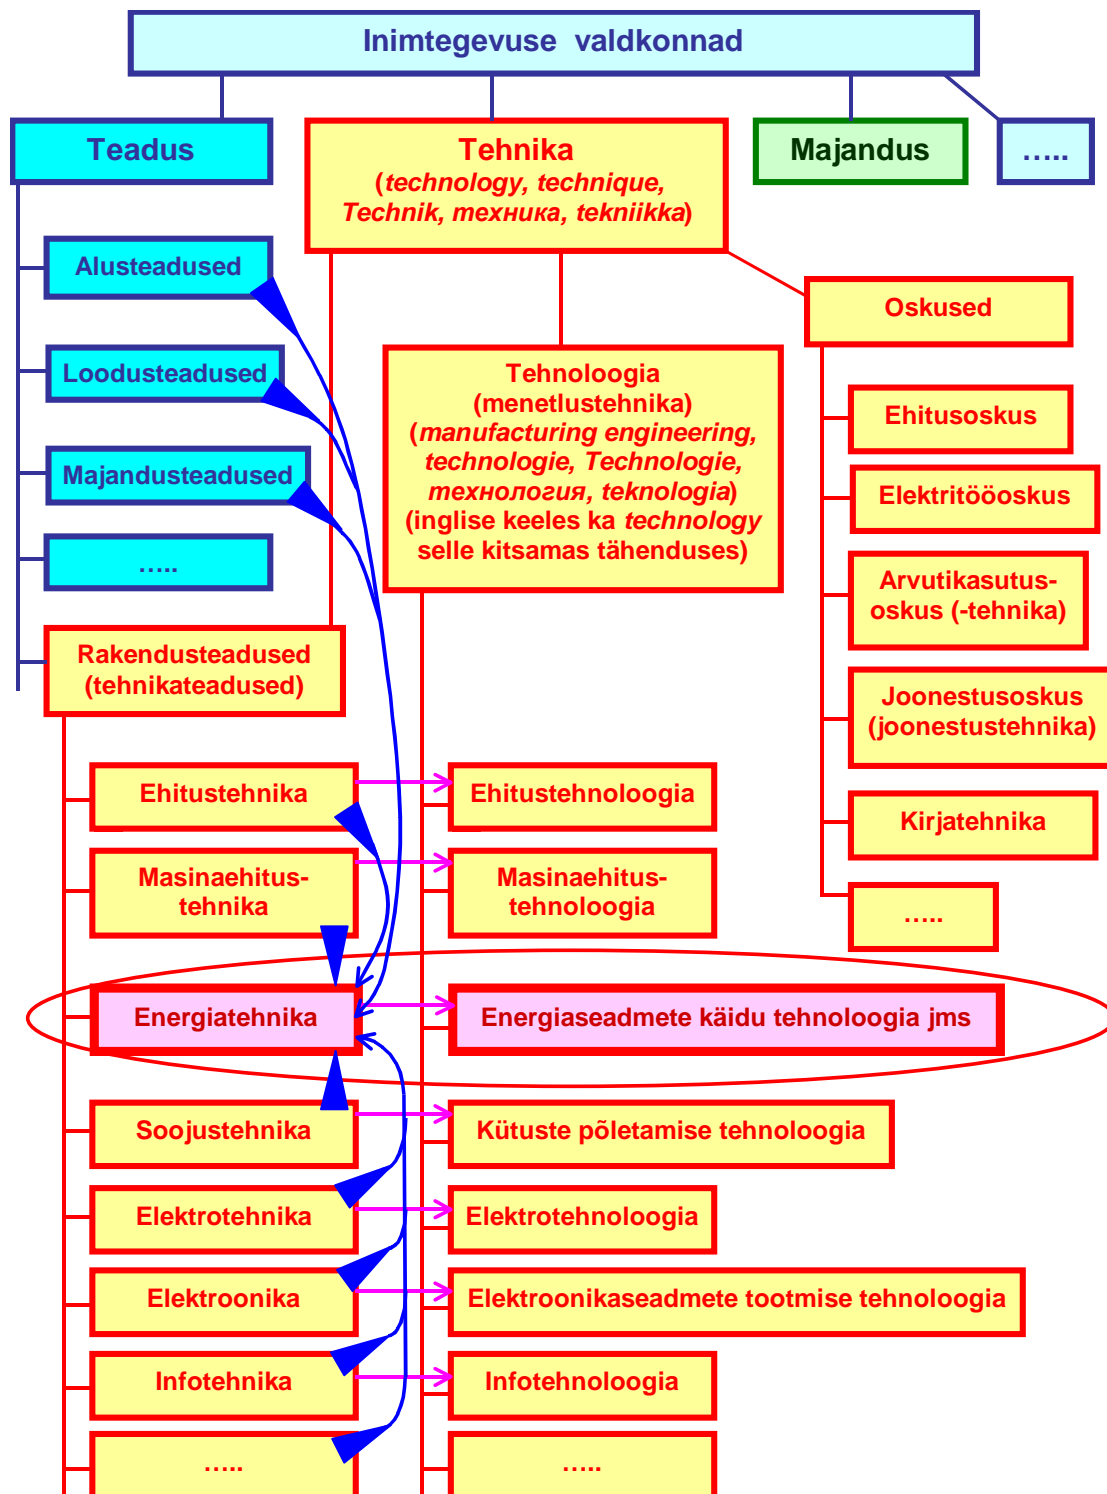 Inimtegevuse valdkonnad
Teadus
Tehnika
(technology, technique,
Technik, техника, tekniikka)
Majandus
…..
Alusteadused
Loodusteadused
Majandusteadused
…..
Rakendusteadused
(tehnikateadused)
Tehnoloogia
(menetlustehnika)
(manufacturing engineering,
technologie, Technologie,
технология, teknologia)
(inglise keeles ka technology
selle kitsamas tähenduses)
Oskused
Ehitusoskus
Elektritööoskus
Arvutikasutus-
oskus (-tehnika)
Joonestusoskus
(joonestustehnika)
Kirjatehnika
…..
Ehitustehnika
Ehitustehnoloogia
Masinaehitus-
tehnika
Masinaehitus-
tehnoloogia
Energiatehnika
Energiaseadmete käidu tehnoloogia jms
Soojustehnika
Kütuste põletamise tehnoloogia
Elektrotehnika
Elektrotehnoloogia
Elektroonika
Elektroonikaseadmete tootmise tehnoloogia
Infotehnika
Infotehnoloogia
…..
…..